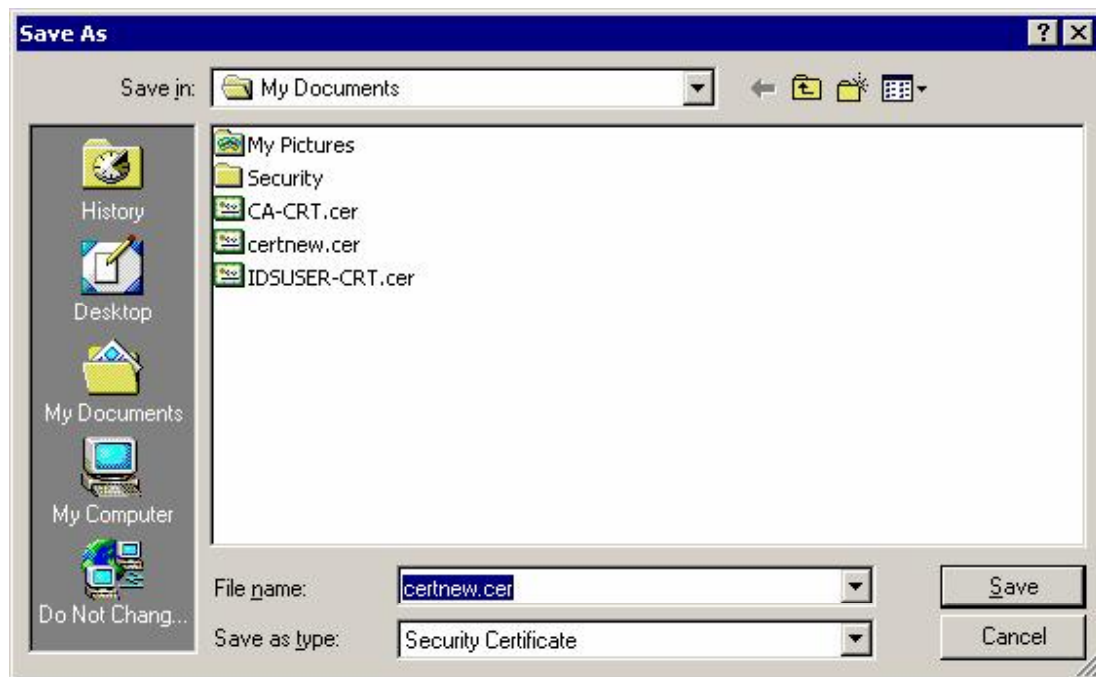 Save As
Save in: My Documents
History
Desktop
My Documents
My Computer
Do Not Chang...
My Pictures
Security
CA-CRT.cer
certnew.cer
IDSUSER-CRT.cer
File name: certnew.cer
Save
Save as type: Security Certificate
Cancel